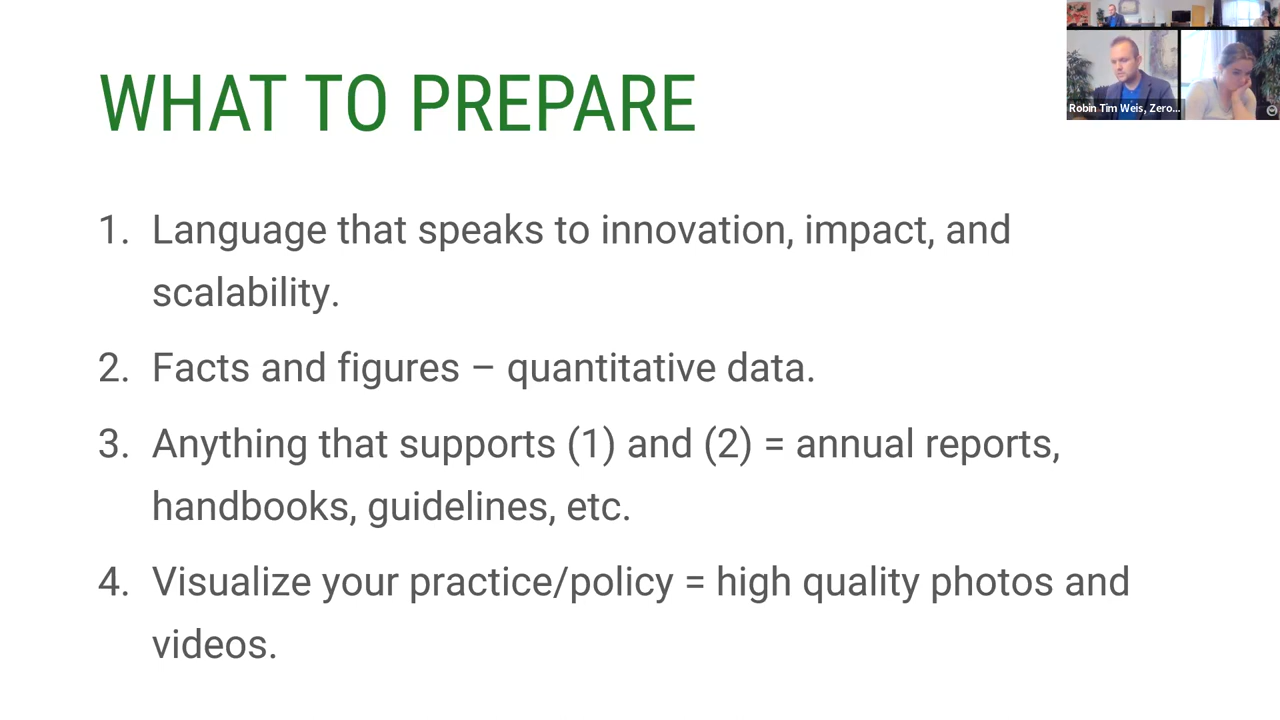 WHAT TO PREPARE
Robin Tim Weis, Zero...
1. Language that speaks to innovation, impact, and
scalability.
2. Facts and figures – quantitative data.
3. Anything that supports (1) and (2) = annual reports,
handbooks, guidelines, etc.
4. Visualize your practice/policy = high quality photos and
videos.